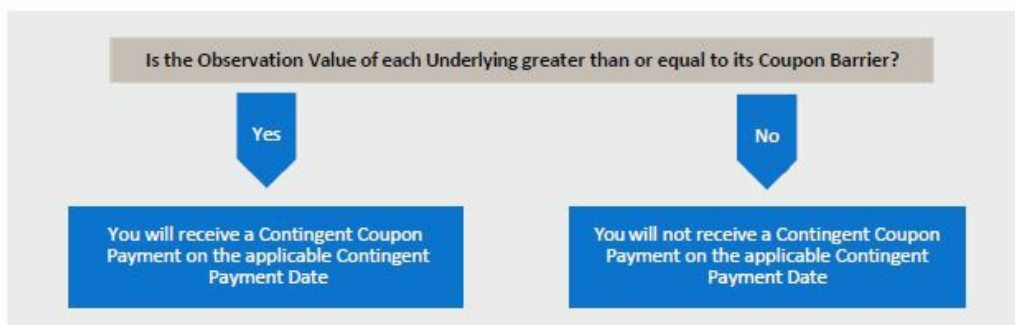 Is the Observation Value of each Underlying greater than or equal to its Coupon Barrier?
Yes
No
You will receive a Contingent Coupon
Payment on the applicable Contingent
Payment Date
You will not receive a Contingent Coupon
Payment on the applicable Contingent
Payment Date